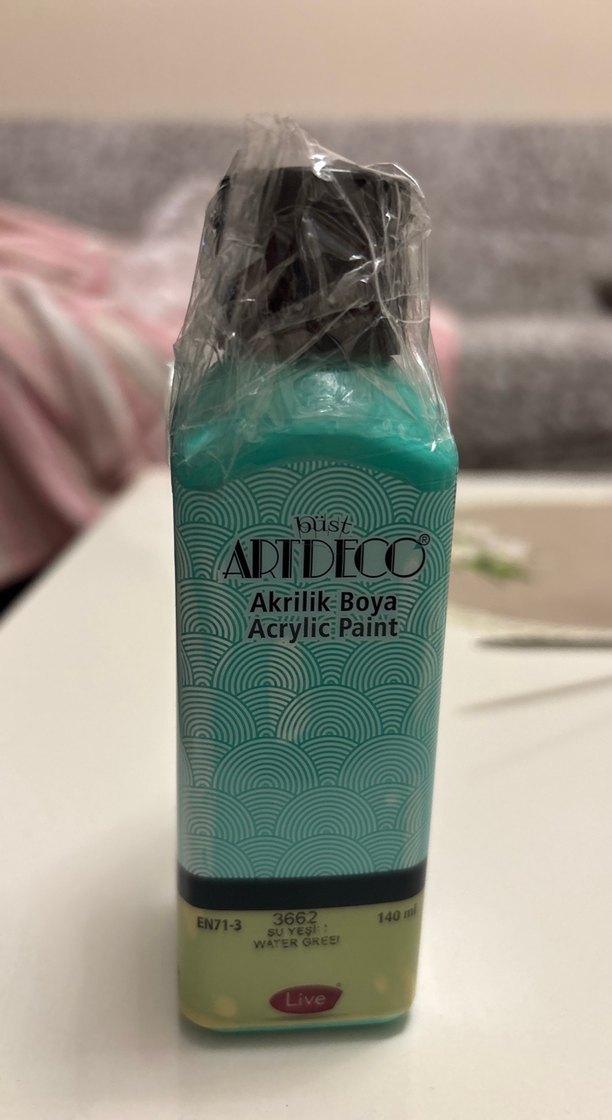 büst
ARTDECO®
Akrilik Boya
Acrylic Paint
EN71-3
3662
140 ml
SU YEŞİ
WATER GREE
Live